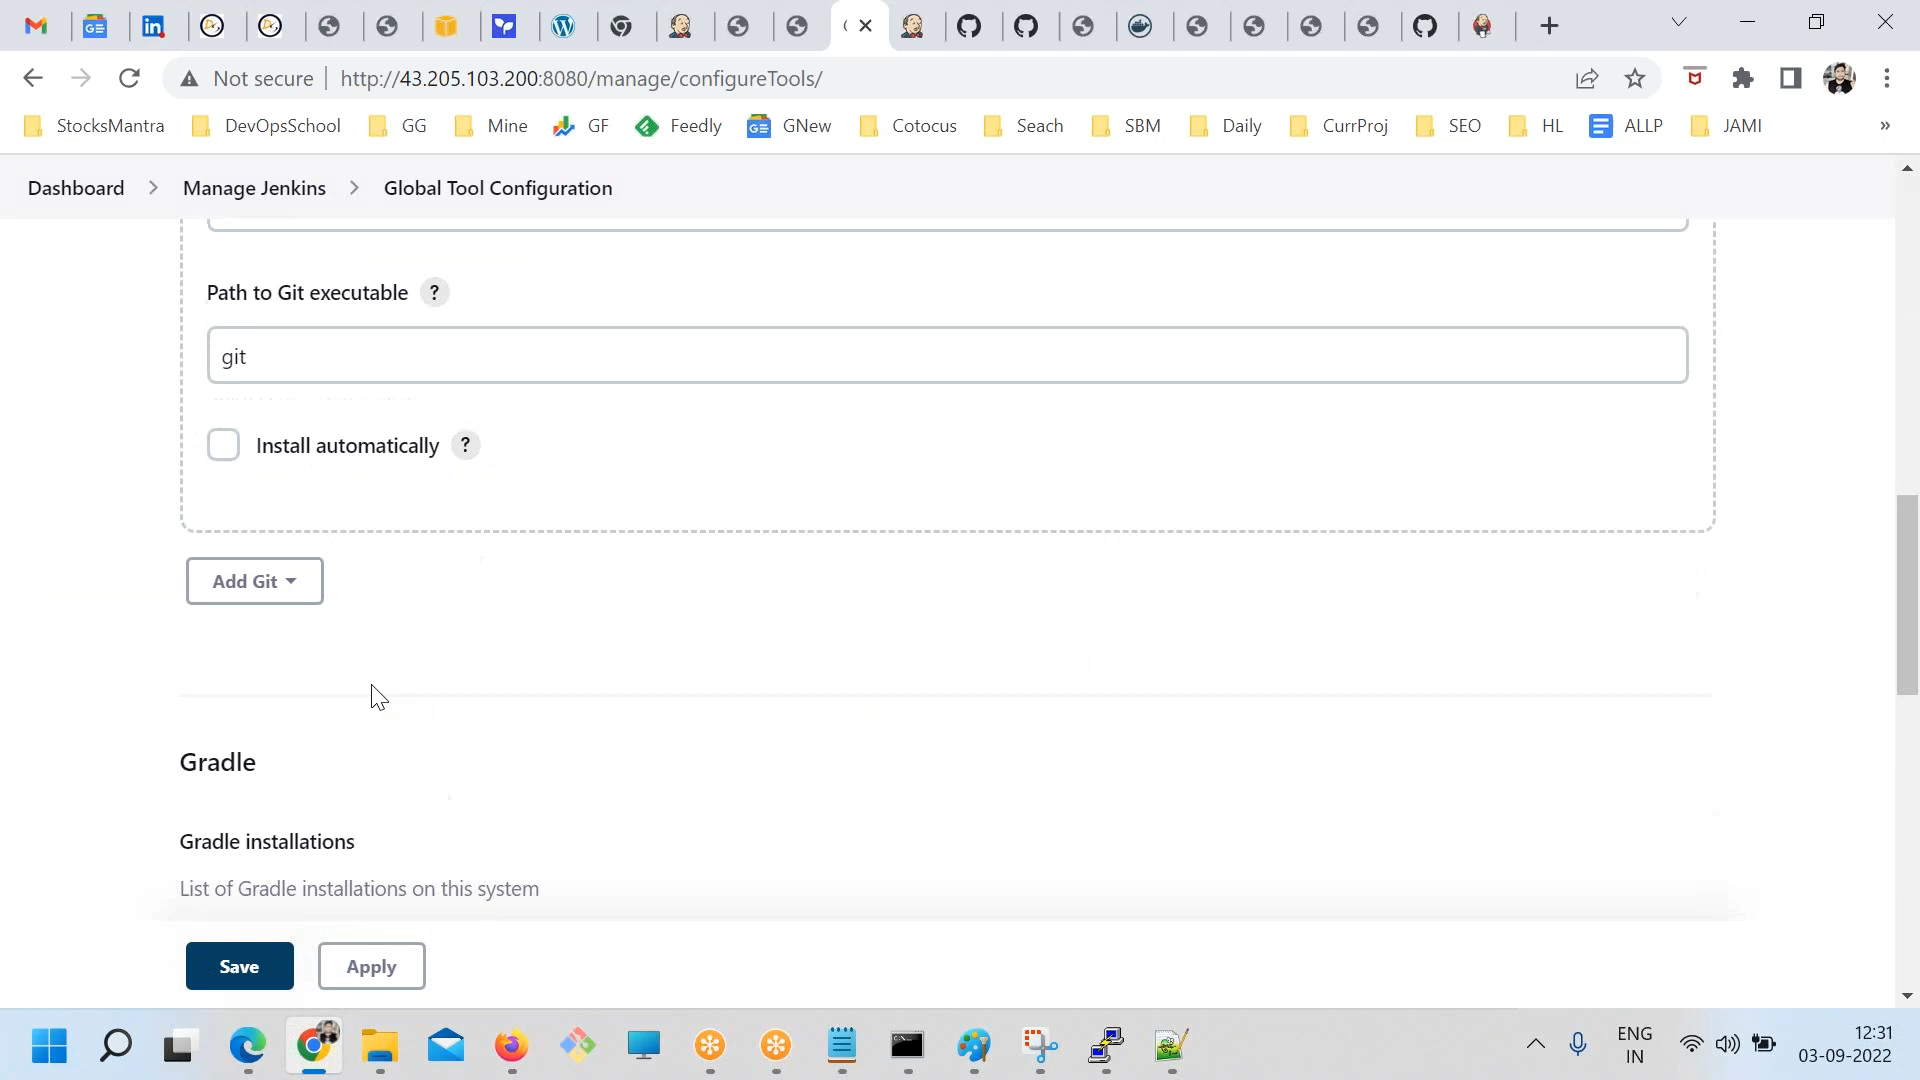 Not secure | http://43.205.103.200:8080/manage/configureTools/
StocksMantra DevOpsSchool GG Mine GF Feedly GNew Cotocus Seach SBM Daily CurrProj SEO HL ALLP JAMI »
Dashboard > Manage Jenkins > Global Tool Configuration
Path to Git executable ?
git
Install automatically ?
Add Git
Gradle
Gradle installations
List of Gradle installations on this system
Save Apply
ENG
IN
12:31
03-09-2022